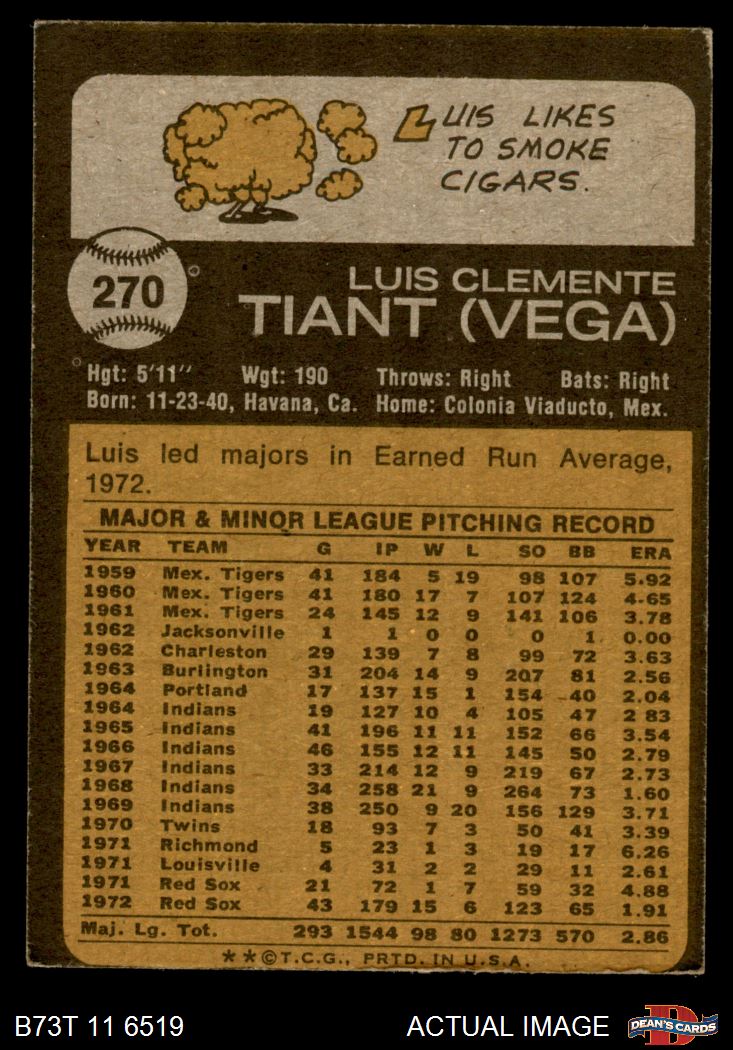 LUIS LIKES
TO SMOKE
CIGARS.
270
LUIS CLEMENTE
TIANT (VEGA)
Hgt: 5'11" Wgt: 190 Throws: Right Bats: Right
Born: 11-23-40, Havana, Ca. Home: Colonia Viaducto, Mex.
Luis led majors in Earned Run Average,
1972.
MAJOR & MINOR LEAGUE PITCHING RECORD
YEAR TEAM G IP W L SO BB ERA
1959 Mex. Tigers 41 184 5 19 98 107 5.92
1960 Mex. Tigers 41 180 17 7 107 124 4.65
1961 Mex. Tigers 24 145 12 9 141 106 3.78
1962 Jacksonville 1 1 0 0 0 1 0.00
1962 Charleston 29 139 7 8 99 72 3.63
1963 Burlington 31 204 14 9 207 81 2.56
1964 Portland 17 137 15 1 154 40 2.04
1964 Indians 19 127 10 4 105 47 2 83
1965 Indians 41 196 11 11 152 66 3.54
1966 Indians 46 155 12 11 145 50 2.79
1967 Indians 33 214 12 9 219 67 2.73
1968 Indians 34 258 21 9 264 73 1.60
1969 Indians 38 250 9 20 156 129 3.71
1970 Twins 18 93 7 3 50 41 3.39
1971 Richmond 5 23 1 3 19 17 6.26
1971 Louisville 4 31 2 2 29 11 2.61
1971 Red Sox 21 72 1 7 59 32 4.88
1972 Red Sox 43 179 15 6 123 65 1.91
Maj. Lg. Tot. 293 1544 98 80 1273 570 2.86
**©T.C.G., PRTD. IN U.S.A.
B73T 11 6519 ACTUAL IMAGE D DEAN'S CARDS